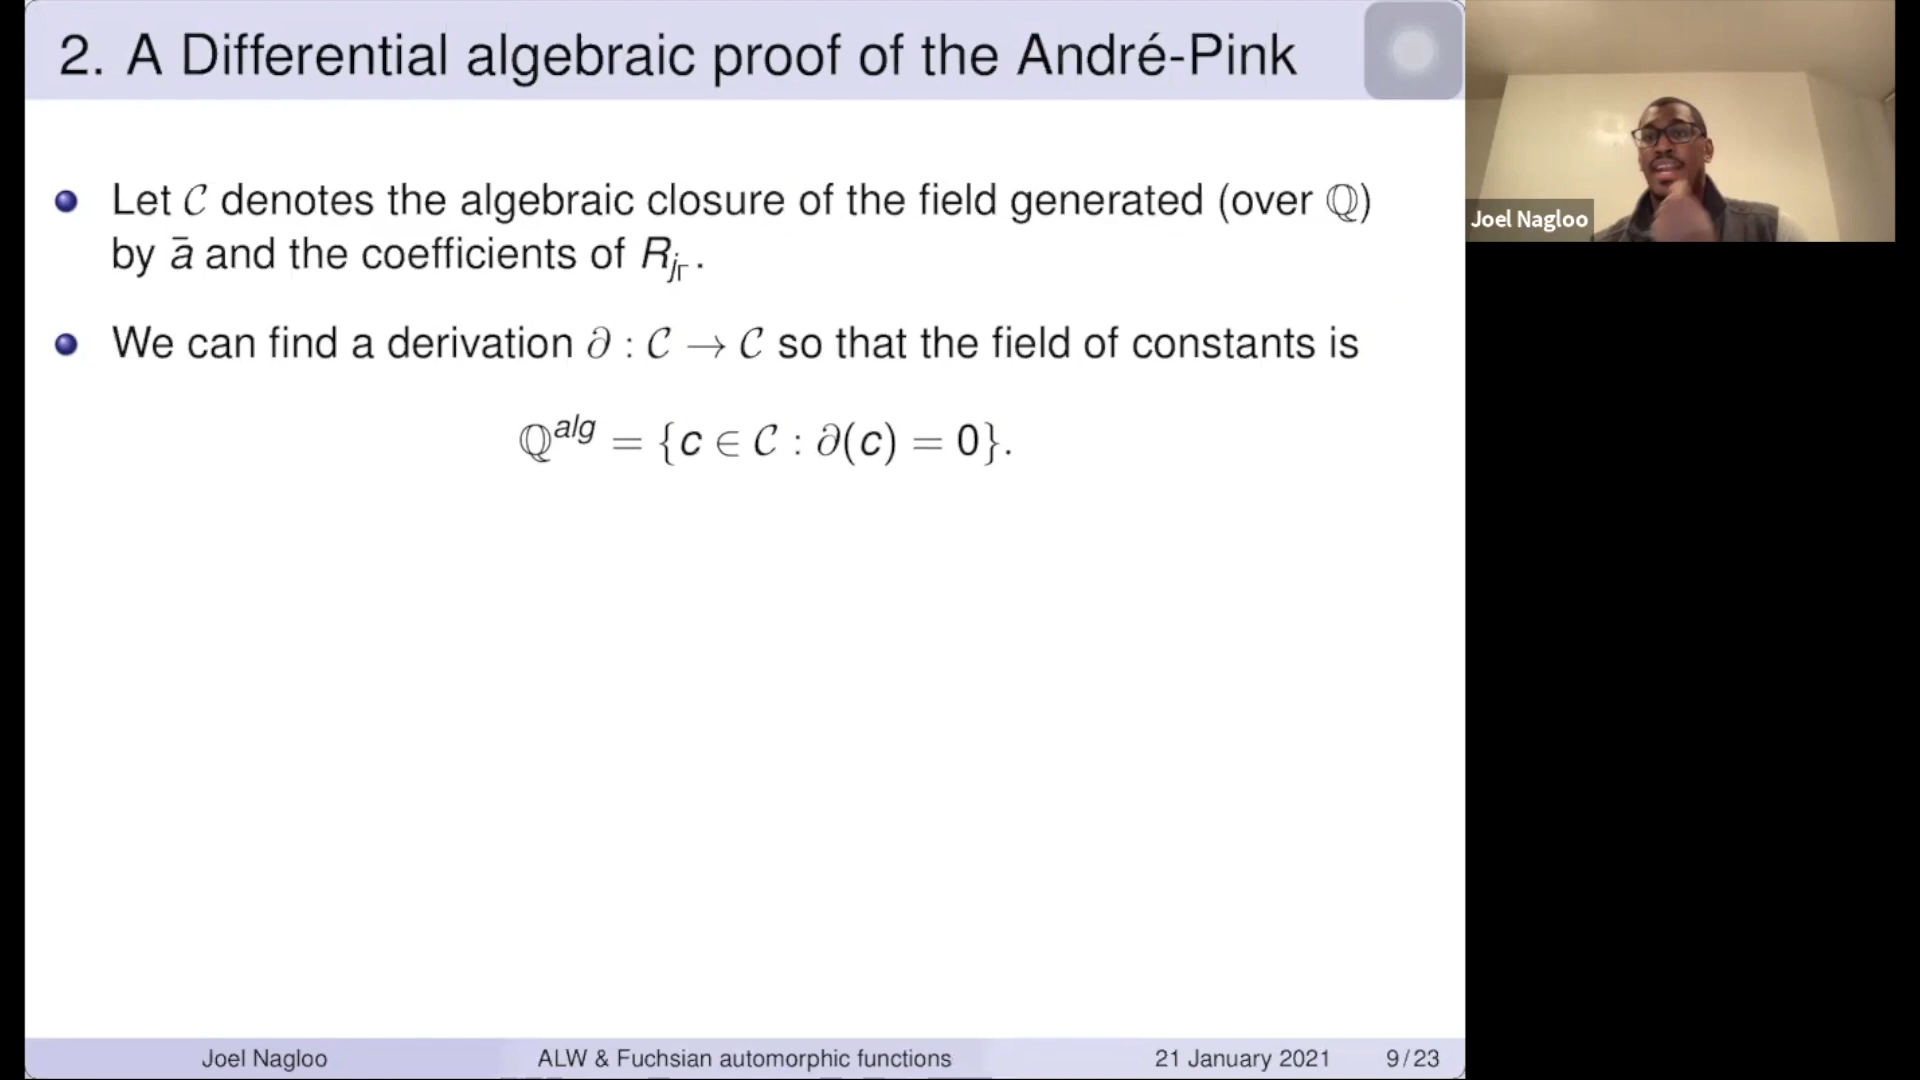 2. A Differential algebraic proof of the André-Pink
Let 𝒞 denotes the algebraic closure of the field generated (over ℚ)
by ā and the coefficients of R_{j_Γ}.
We can find a derivation ∂ : 𝒞 → 𝒞 so that the field of constants is
ℚ^{alg} = {c ∈ 𝒞 : ∂(c) = 0}.
Joel Nagloo
Joel Nagloo ALW & Fuchsian automorphic functions 21 January 2021 9/23